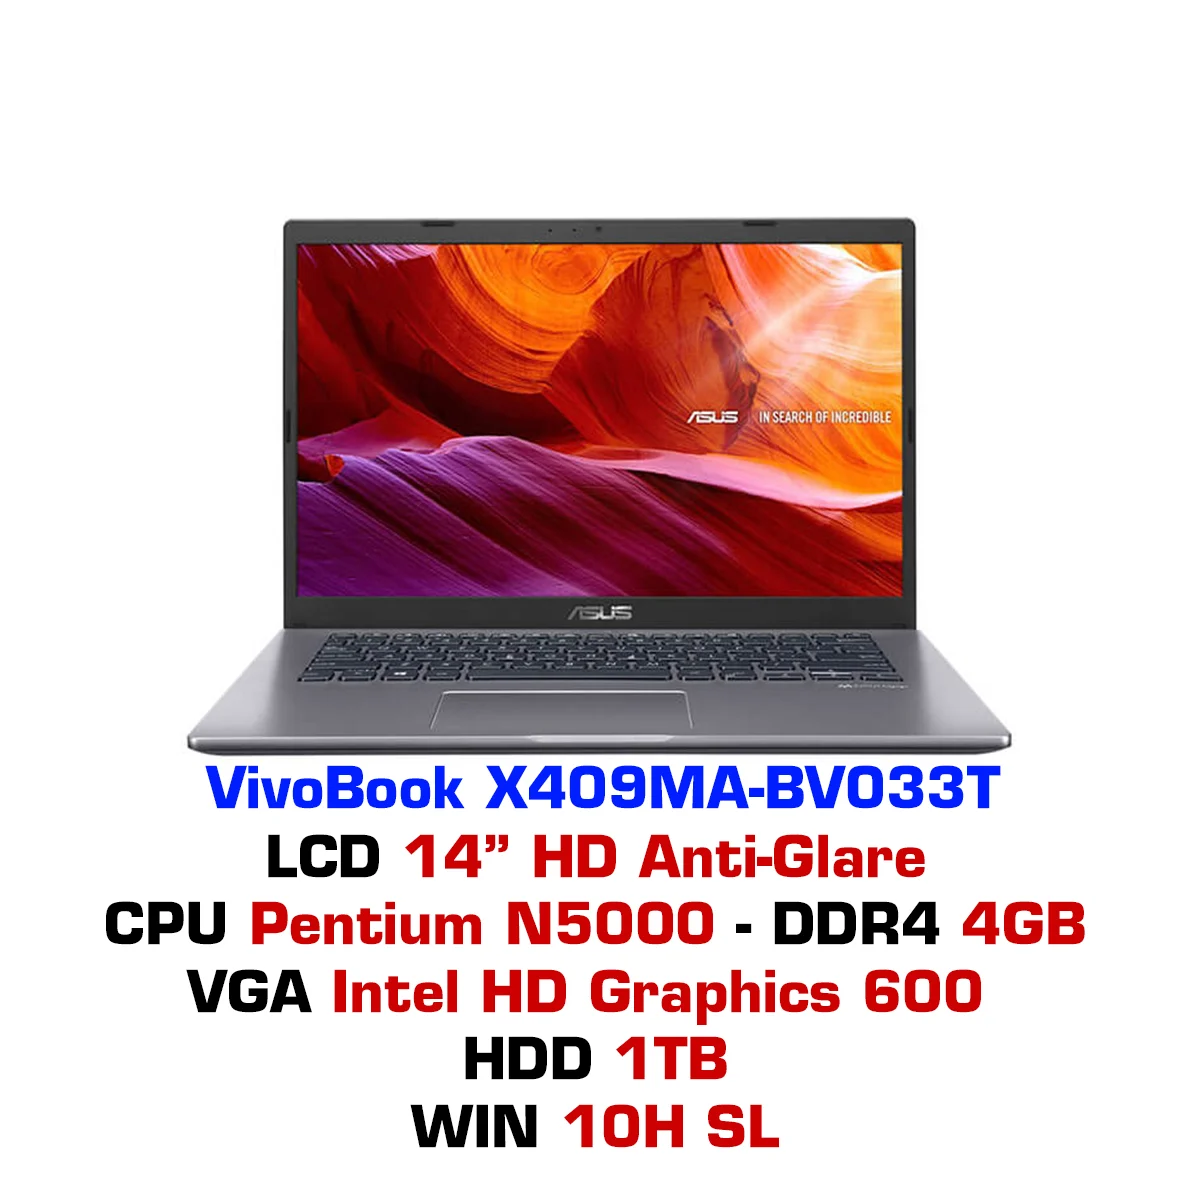 ASUS IN SEARCH OF INCREDIBLE
ASUS
VivoBook X409MA-BV033T
LCD 14” HD Anti-Glare
CPU Pentium N5000 - DDR4 4GB
VGA Intel HD Graphics 600
HDD 1TB
WIN 10H SL